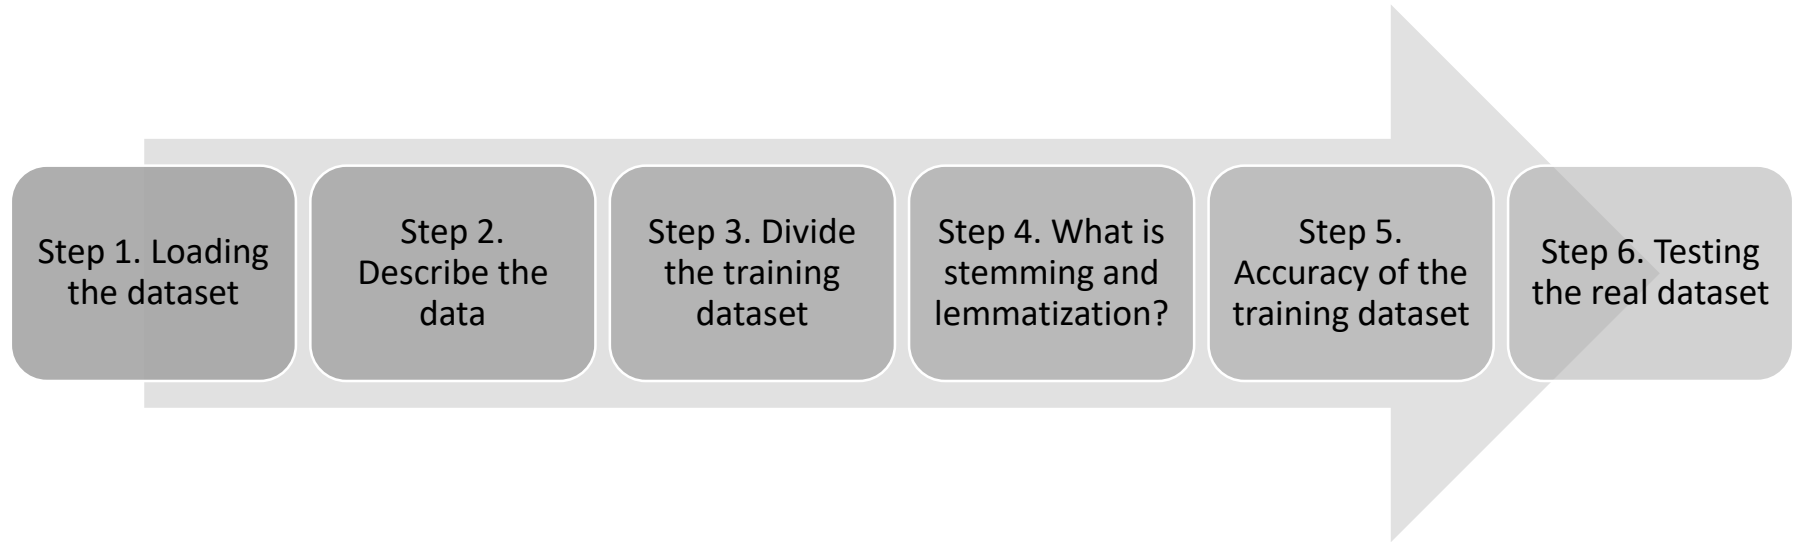 Step 1. Loading
the dataset
Step 2.
Describe the
data
Step 3. Divide
the training
dataset
Step 4. What is
stemming and
lemmatization?
Step 5.
Accuracy of the
training dataset
Step 6. Testing
the real dataset